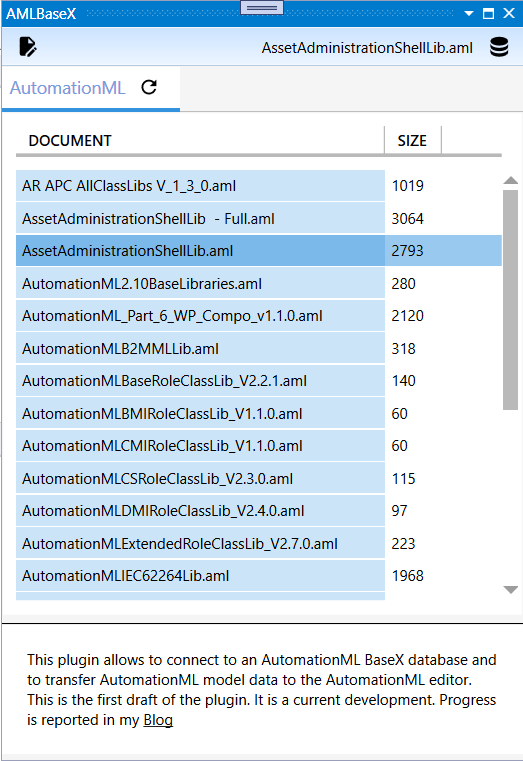 AMLBaseX
AssetAdministrationShellLib.aml
AutomationML
DOCUMENT SIZE
AR APC AllClassLibs V_1_3_0.aml 1019
AssetAdministrationShellLib - Full.aml 3064
AssetAdministrationShellLib.aml 2793
AutomationML2.10BaseLibraries.aml 280
AutomationML_Part_6_WP_Compo_v1.1.0.aml 2120
AutomationMLB2MMLLib.aml 318
AutomationMLBaseRoleClassLib_V2.2.1.aml 140
AutomationMLBMIRoleClassLib_V1.1.0.aml 60
AutomationMLCMIRoleClassLib_V1.1.0.aml 60
AutomationMLCSRoleClassLib_V2.3.0.aml 115
AutomationMLDMIRoleClassLib_V2.4.0.aml 97
AutomationMLExtendedRoleClassLib_V2.7.0.aml 223
AutomationMLIEC62264Lib.aml 1968
This plugin allows to connect to an AutomationML BaseX database and
to transfer AutomationML model data to the AutomationML editor.
This is the first draft of the plugin. It is a current development. Progress
is reported in my Blog